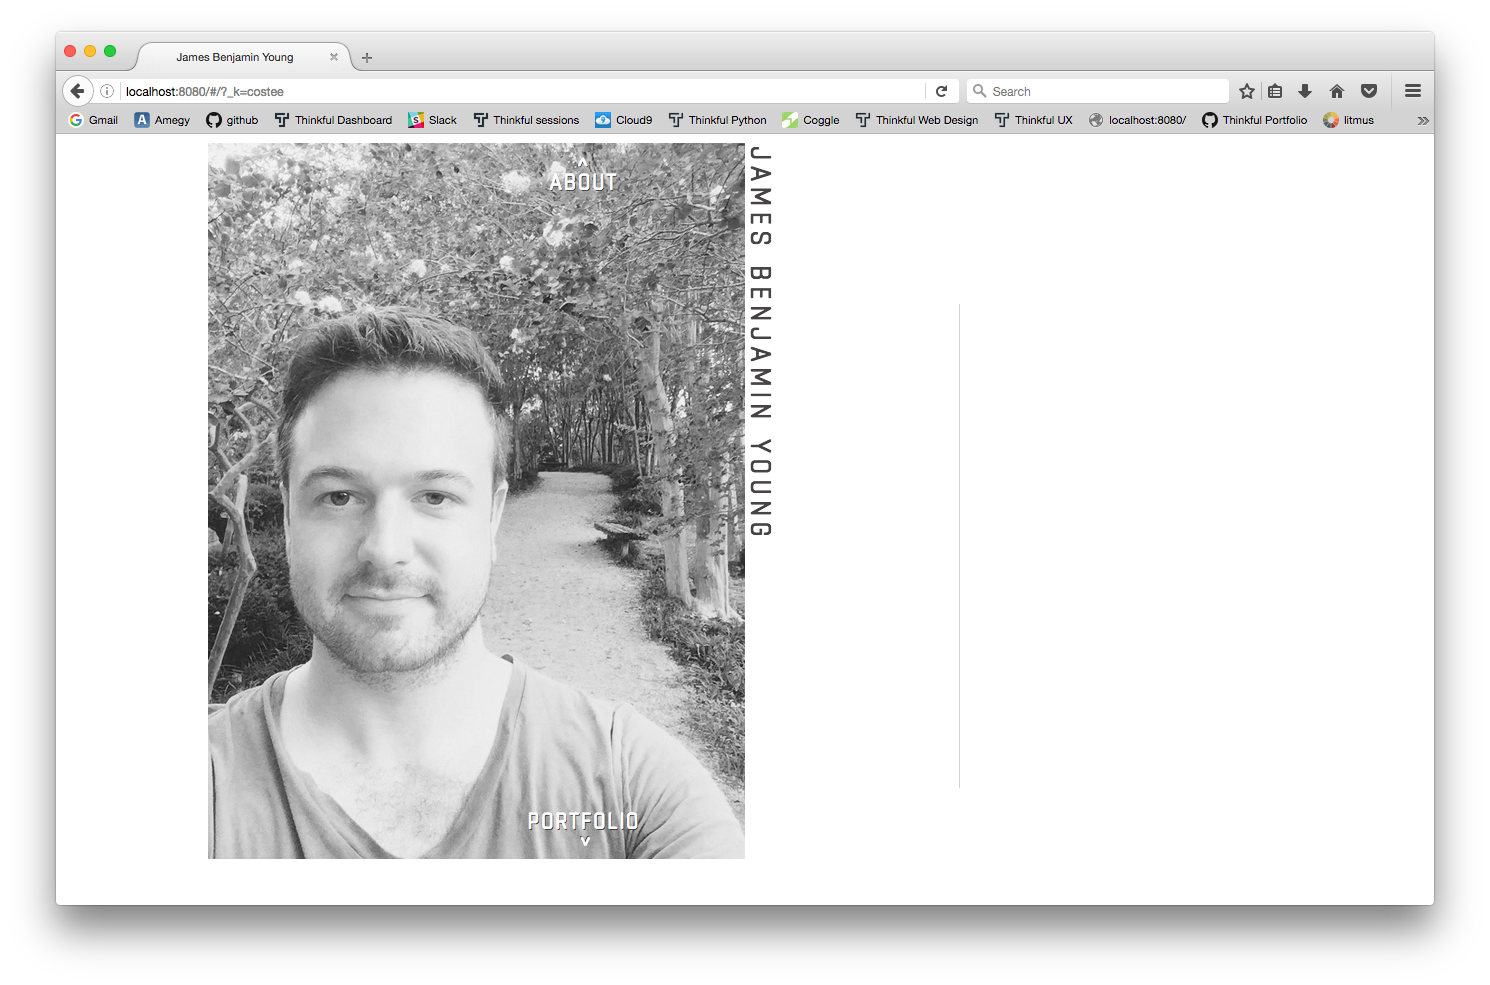 James Benjamin Young
localhost:8080/#/?_k=costee
Search
Gmail Amegy github Thinkful Dashboard Slack Thinkful sessions Cloud9 Thinkful Python Coggle Thinkful Web Design Thinkful UX localhost:8080/ Thinkful Portfolio litmus
ABOUT
JAMES BENJAMIN YOUNG
PORTFOLIO